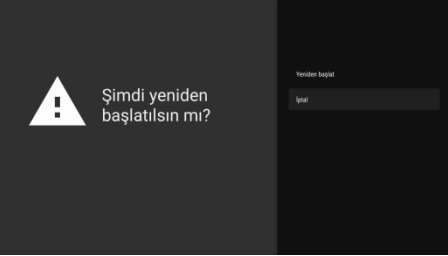 Şimdi yeniden
başlatılsın mı?
Yeniden başlat
İptal